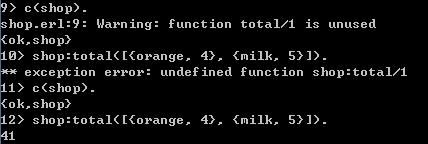 9> c(shop).
shop.erl:9: Warning: function total/1 is unused
{ok,shop}
10> shop:total([{orange, 4}, {milk, 5}]).
** exception error: undefined function shop:total/1
11> c(shop).
{ok,shop}
12> shop:total([{orange, 4}, {milk, 5}]).
41